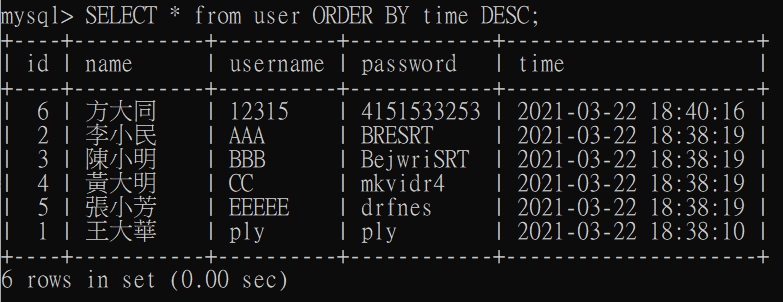 mysql> SELECT * from user ORDER BY time DESC;
+----+--------+----------+------------+---------------------+
| id | name | username | password | time |
+----+--------+----------+------------+---------------------+
| 6 | 方大同 | 12315 | 4151533253 | 2021-03-22 18:40:16 |
| 2 | 李小民 | AAA | BRESRT | 2021-03-22 18:38:19 |
| 3 | 陳小明 | BBB | BejwriSRT | 2021-03-22 18:38:19 |
| 4 | 黃大明 | CC | mkvidr4 | 2021-03-22 18:38:19 |
| 5 | 張小芳 | EEEEE | drfnes | 2021-03-22 18:38:19 |
| 1 | 王大華 | ply | ply | 2021-03-22 18:38:10 |
+----+--------+----------+------------+---------------------+
6 rows in set (0.00 sec)